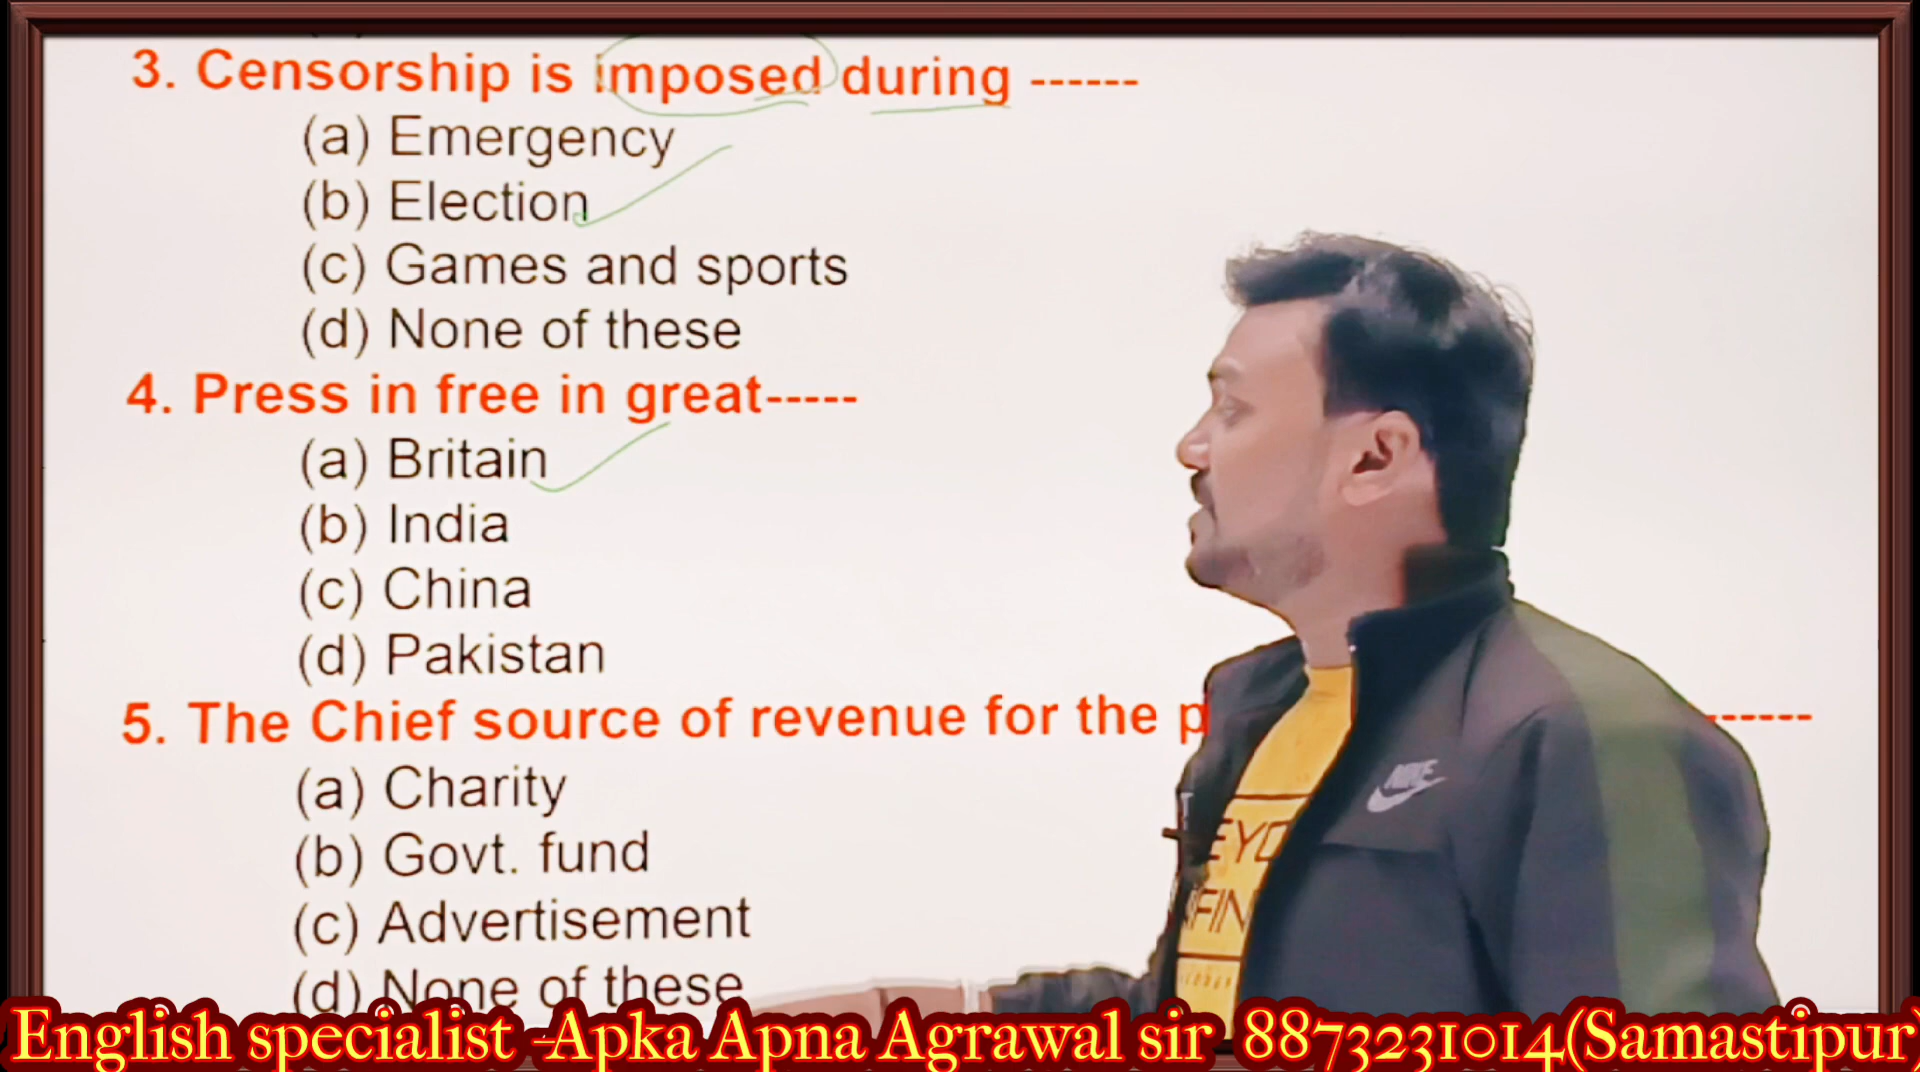 3. Censorship is imposed during ------
(a) Emergency
(b) Election
(c) Games and sports
(d) None of these
4. Press in free in great-----
(a) Britain
(b) India
(c) China
(d) Pakistan
5. The Chief source of revenue for the p ------
(a) Charity
(b) Govt. fund
(c) Advertisement
(d) None of these
NIKE
English specialist -Apka Apna Agrawal sir 8873231014(Samastipur)